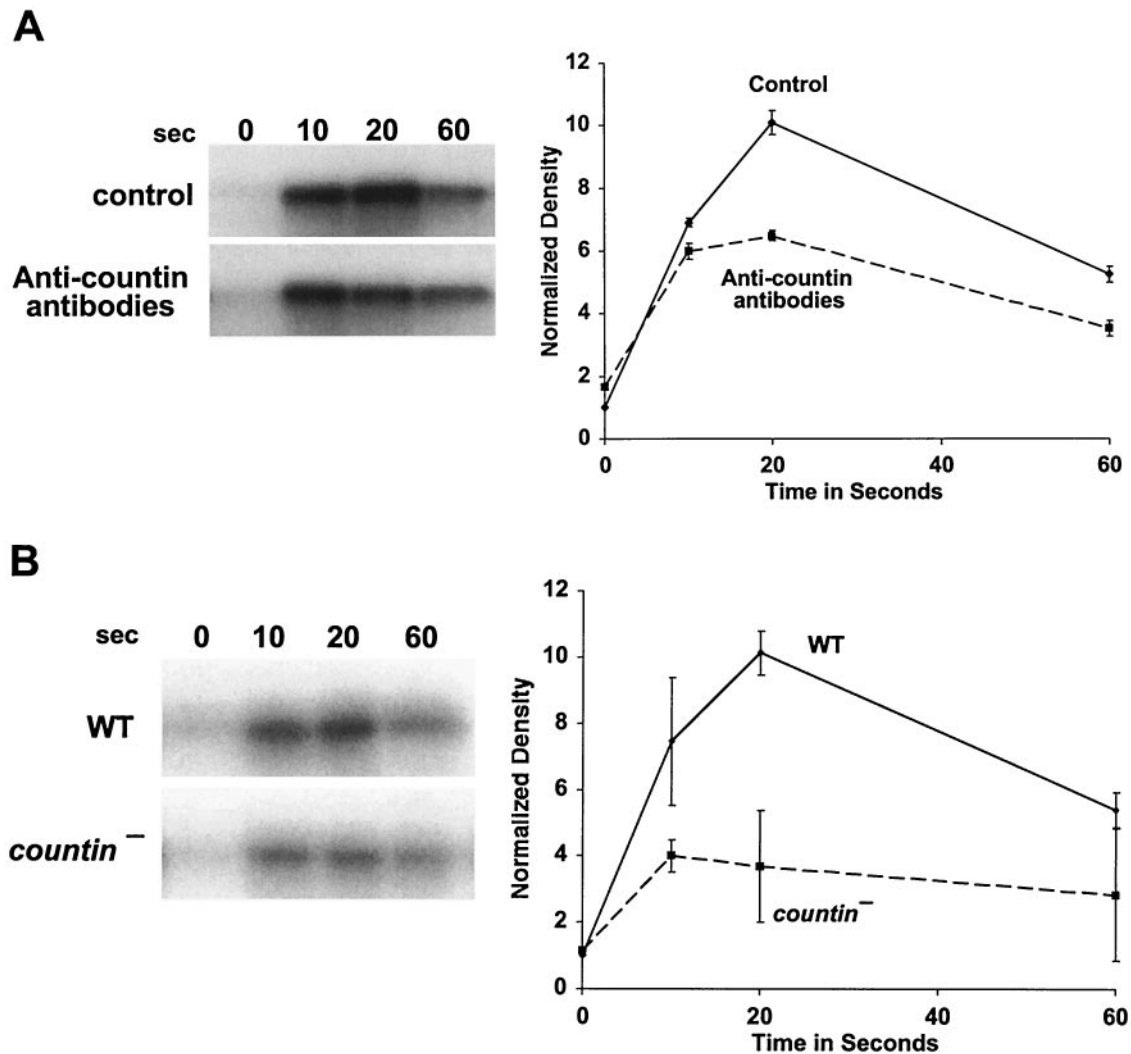 A
sec 0 10 20 60
control
Anti-countin
antibodies
Normalized Density
12
10
8
6
4
2
0
Control
Anti-countin
antibodies
0 20 40 60
Time in Seconds
B
sec 0 10 20 60
WT
countin –
Normalized Density
12
10
8
6
4
2
0
WT
countin –
0 20 40 60
Time in Seconds